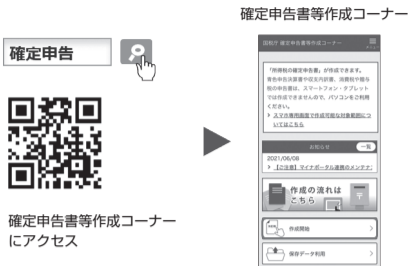 確定申告書等作成コーナー
確定申告
国税庁 確定申告書等作成コーナー
「所得税の確定申告書」が作成できます。
青色申告決算書や収支内訳書、消費税や贈与
税の申告書は、スマートフォン・タブレット
では作成できませんので、パソコンをご利用
ください。
> スマホ専用画面で作成可能な対象範囲につ
いてはこちら
お知らせ
一覧
2021/06/08
> 【ご注意】マイナポータル連携のメンテナ
作成の流れは
こちら
作成開始
保存データ利用
確定申告書等作成コーナー
にアクセス